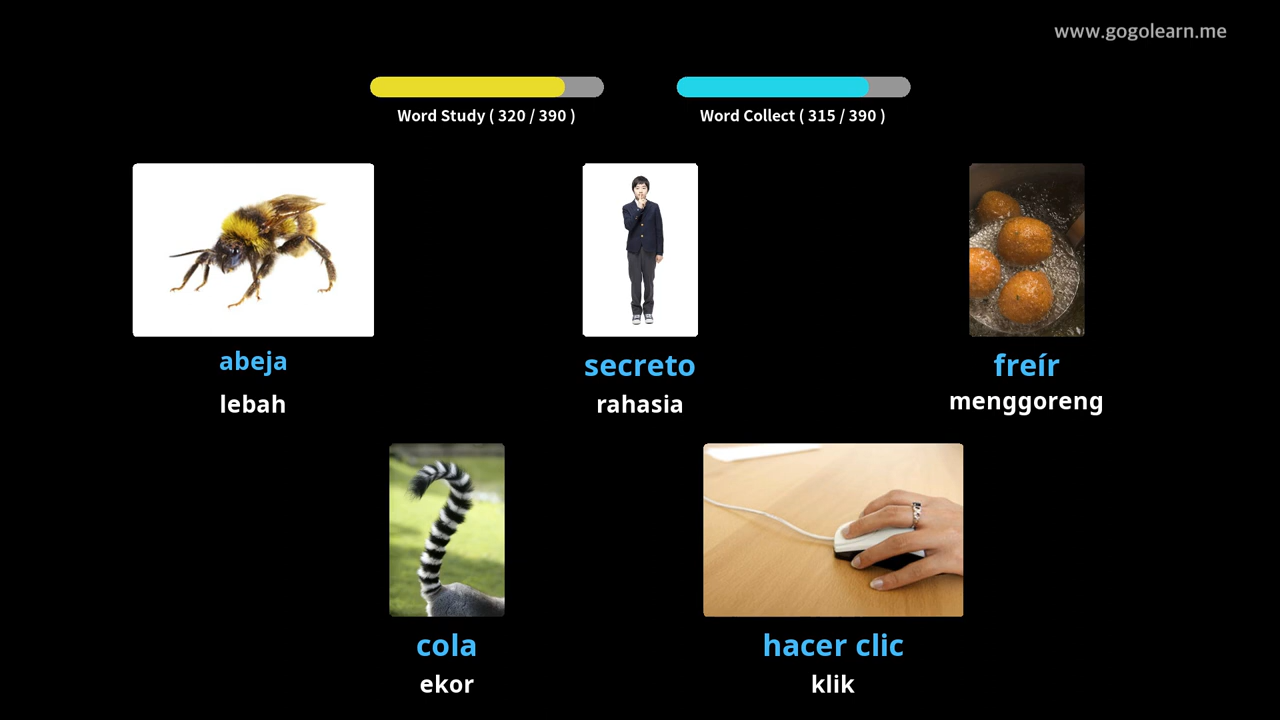 www.gogolearn.me
Word Study ( 320 / 390 )
Word Collect ( 315 / 390 )
abeja
lebah
secreto
rahasia
freír
menggoreng
cola
ekor
hacer clic
klik